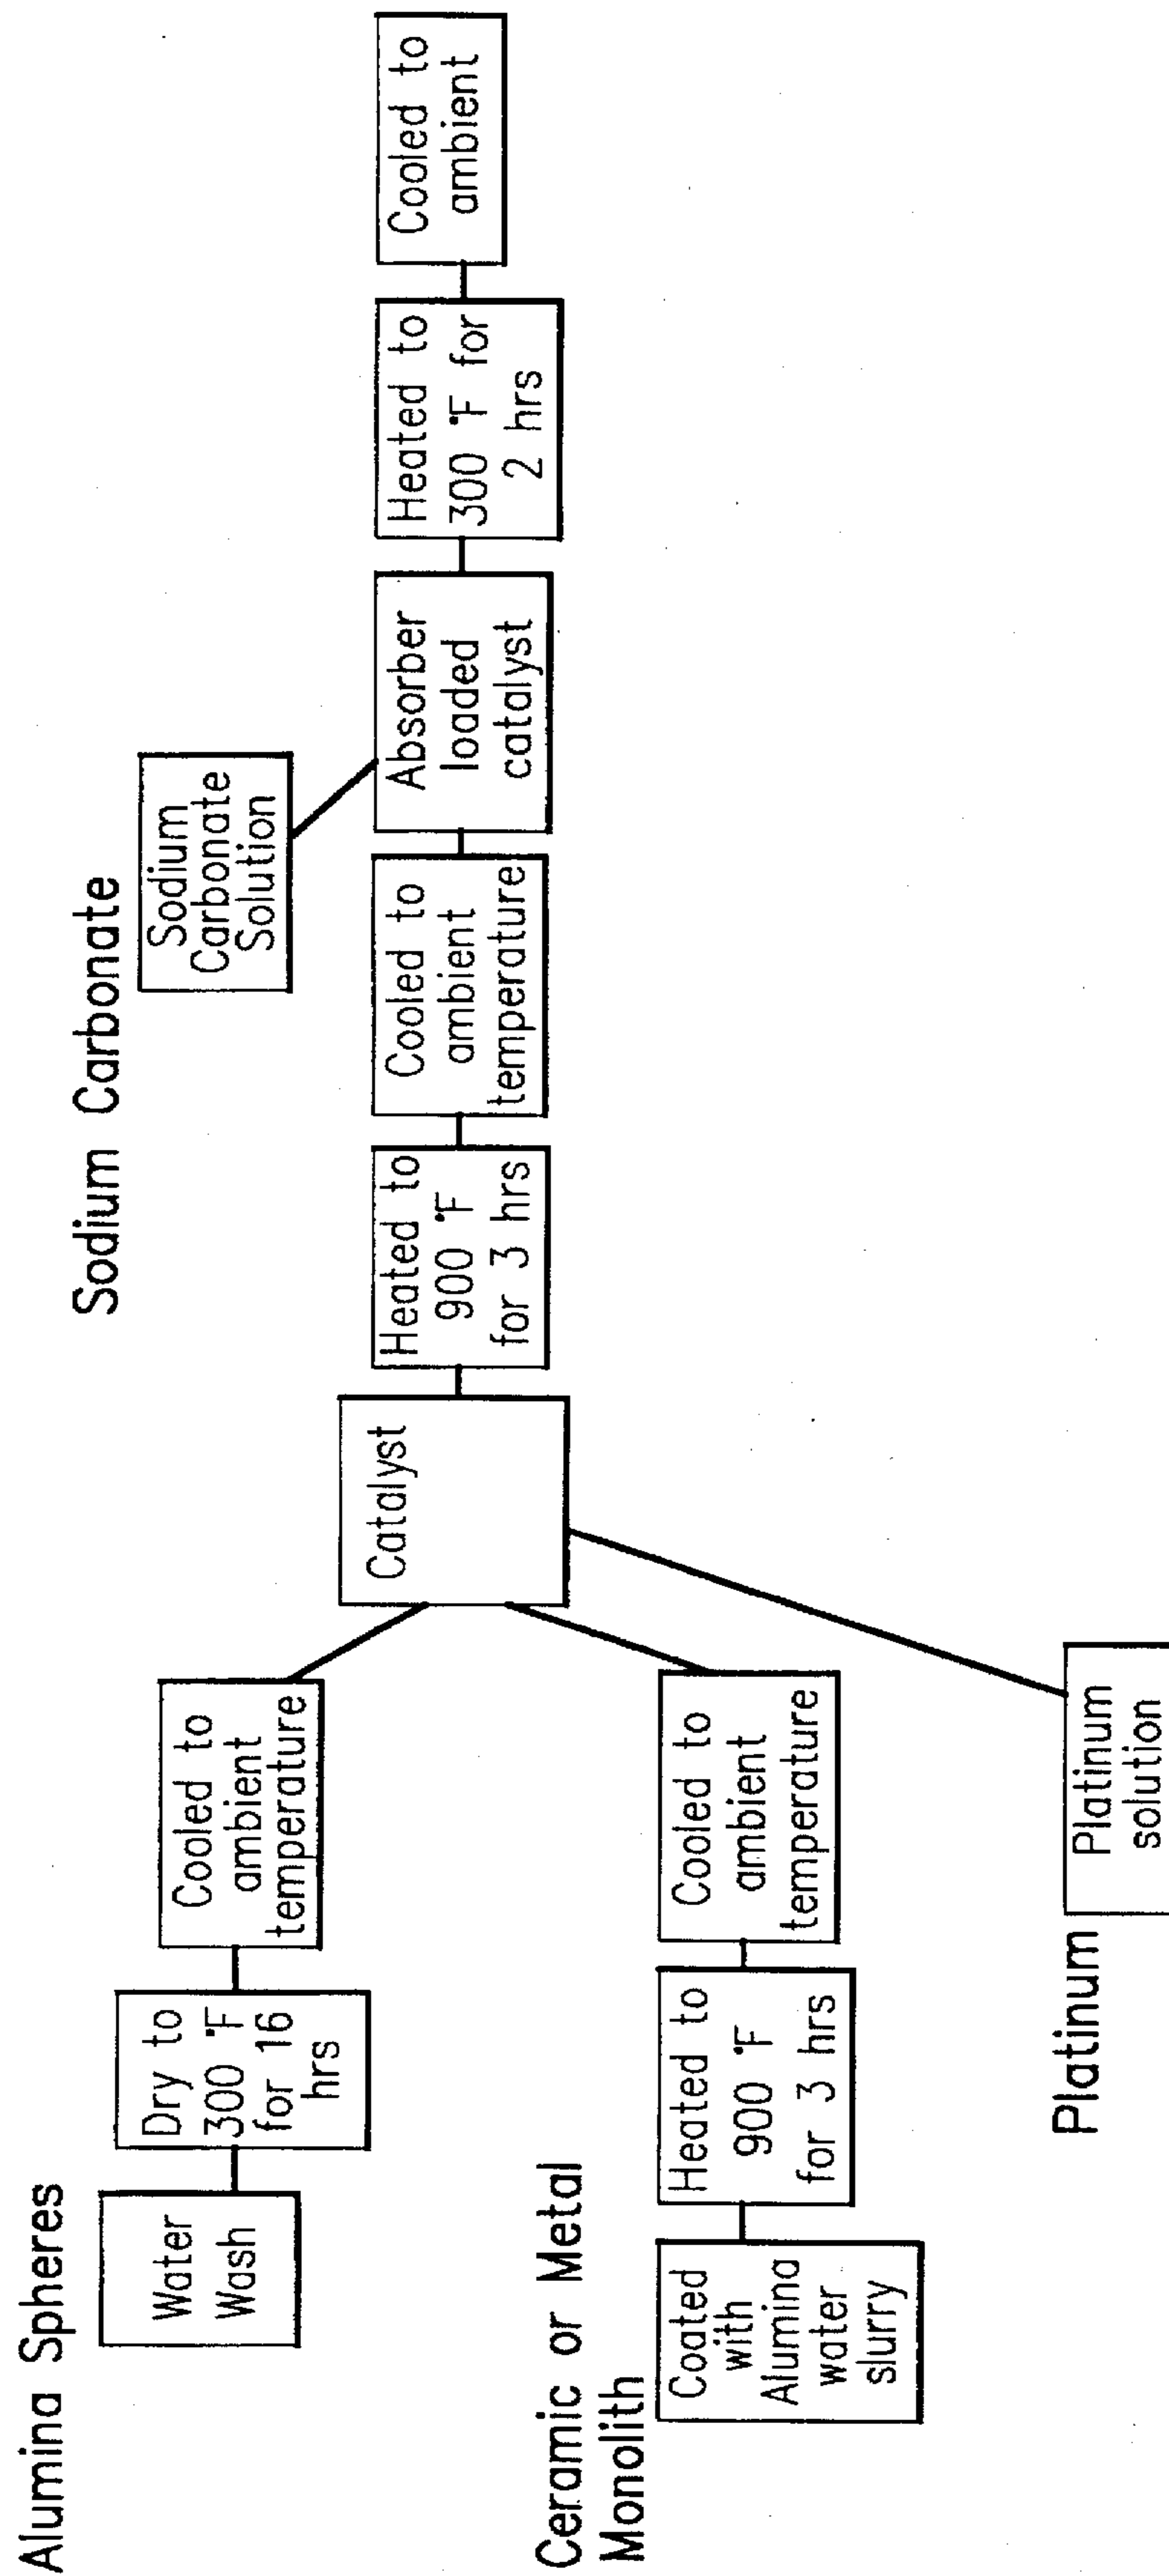 Alumina Spheres
Water
Wash
Dry to
300 °F
for 16
hrs
Cooled to
ambient
temperature
Ceramic or Metal
Monolith
Coated
with
Alumina
water
slurry
Heated to
900 °F
for 3 hrs
Cooled to
ambient
temperature
Platinum
Platinum
solution
Catalyst
Heated to
900 °F
for 3 hrs
Cooled to
ambient
temperature
Sodium Carbonate
Sodium
Carbonate
Solution
Absorber
loaded
catalyst
Heated to
300 °F for
2 hrs
Cooled to
ambient